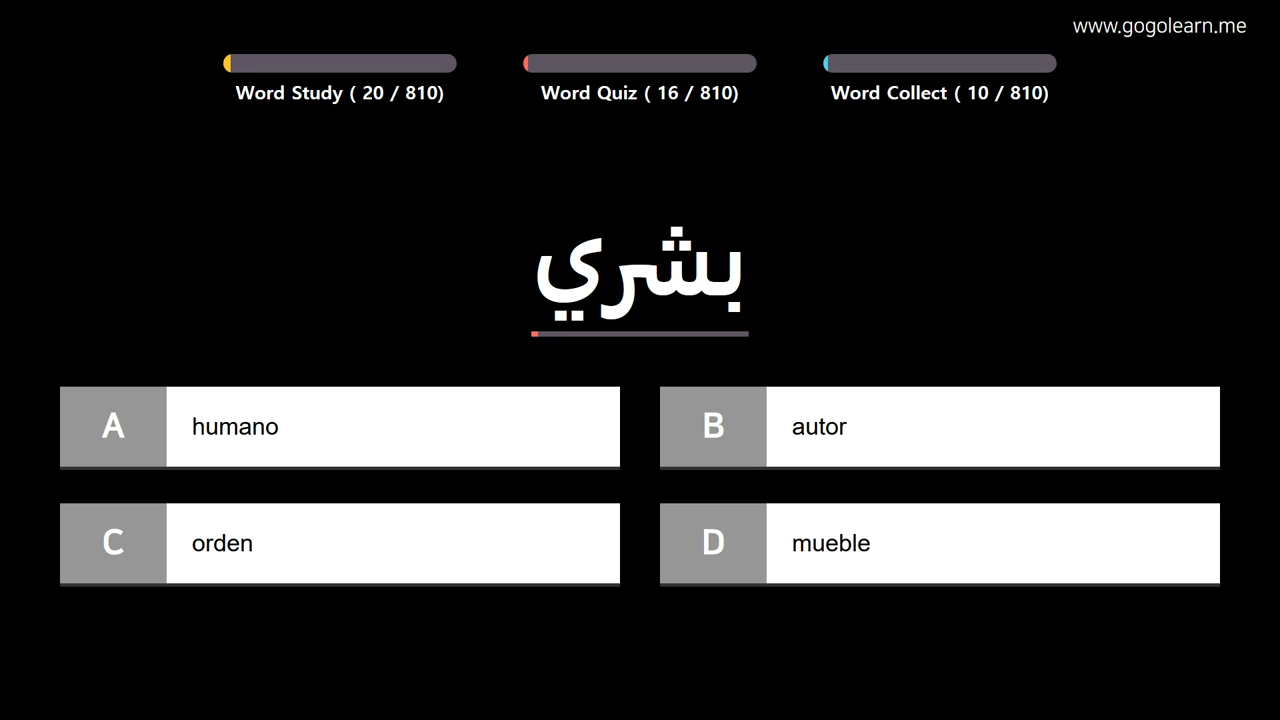 www.gogolearn.me
Word Study ( 20 / 810)
Word Quiz ( 16 / 810)
Word Collect ( 10 / 810)
بشري
A humano
B autor
C orden
D mueble